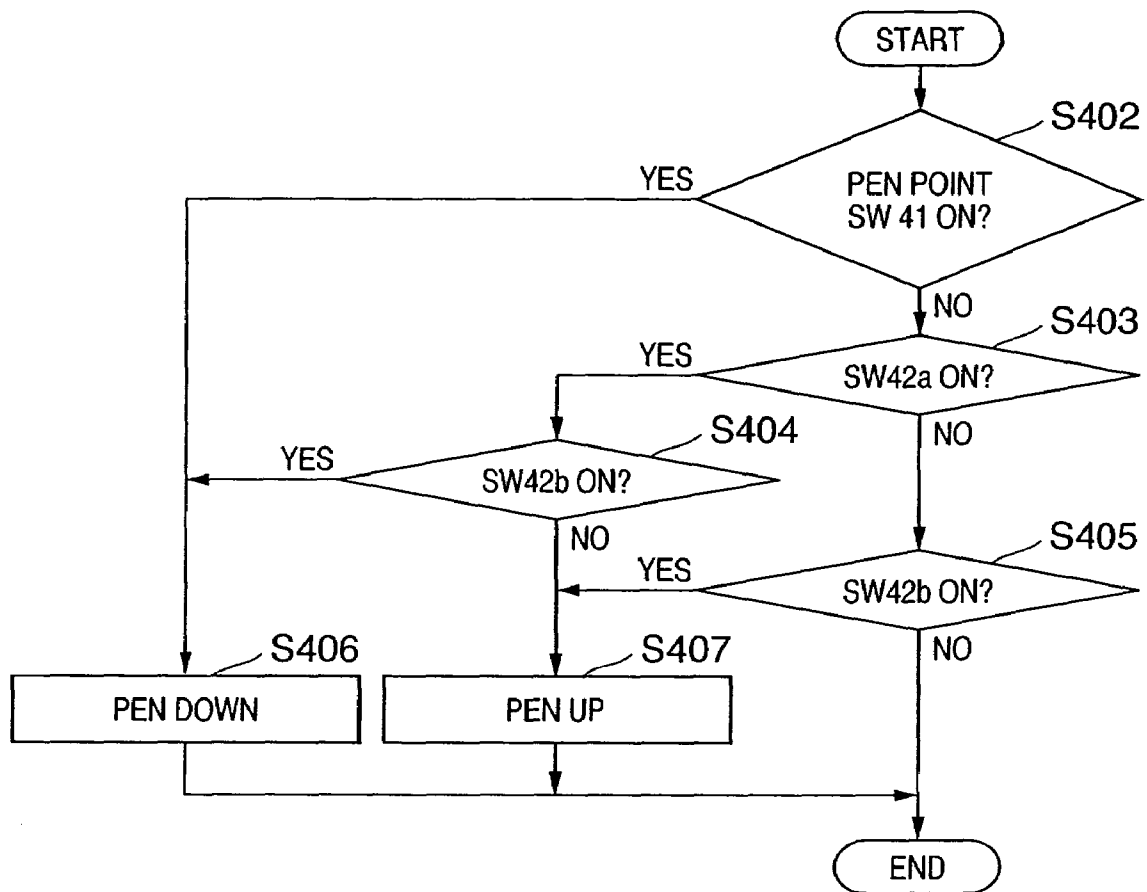 START
S402
YES
PEN POINT
SW 41 ON?
NO
S403
YES
SW42a ON?
NO
S404
YES
SW42b ON?
NO
S405
YES
SW42b ON?
NO
S406
PEN DOWN
S407
PEN UP
END